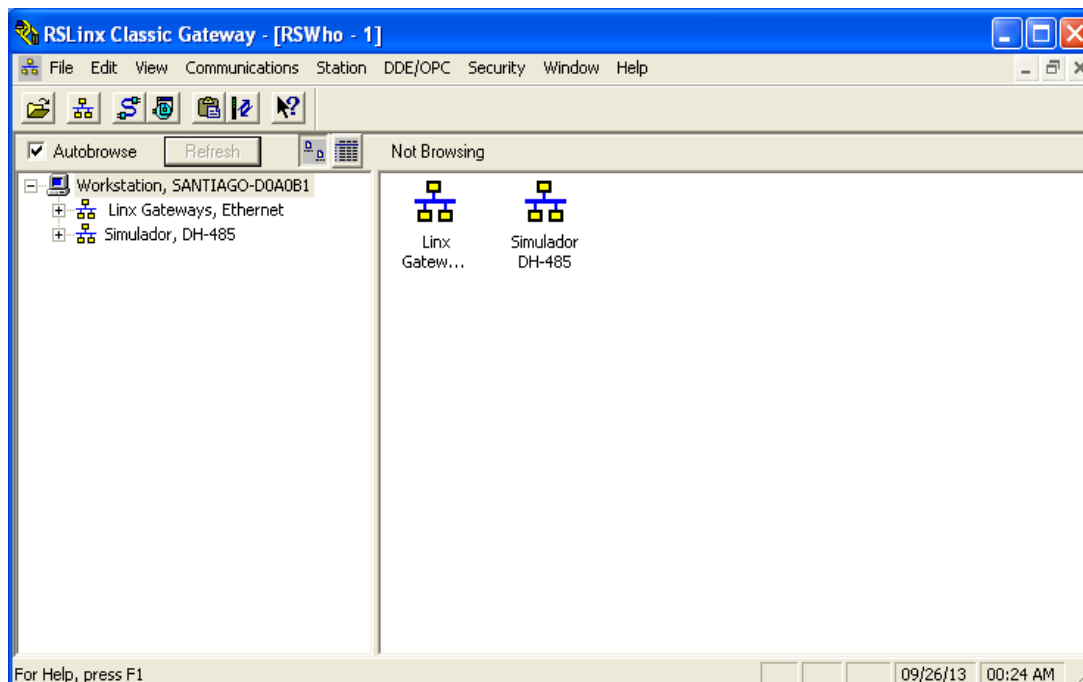 RSLinx Classic Gateway - [RSWho - 1]
File Edit View Communications Station DDE/OPC Security Window Help
Autobrowse Refresh Not Browsing
Workstation, SANTIAGO-D0A0B1
Linx Gateways, Ethernet
Simulador, DH-485
Linx
Gatew...
Simulador
DH-485
For Help, press F1 09/26/13 00:24 AM